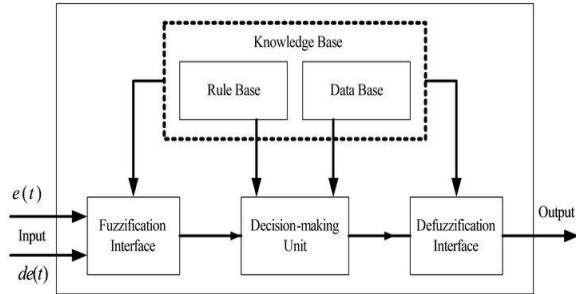 Knowledge Base
Rule Base
Data Base
e(t)
Input
de(t)
Fuzzification
Interface
Decision-making
Unit
Defuzzification
Interface
Output